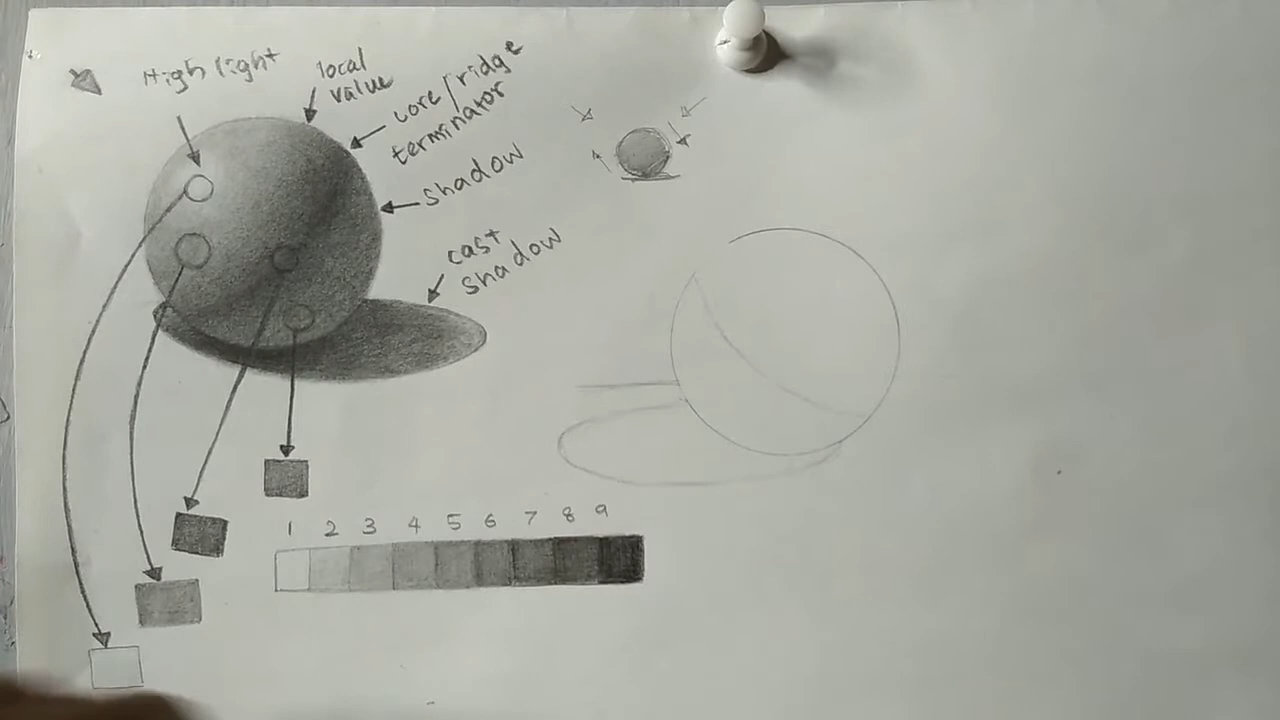 High light
local
value
core/ridge
terminator
shadow
cast
shadow
1 2 3 4 5 6 7 8 9